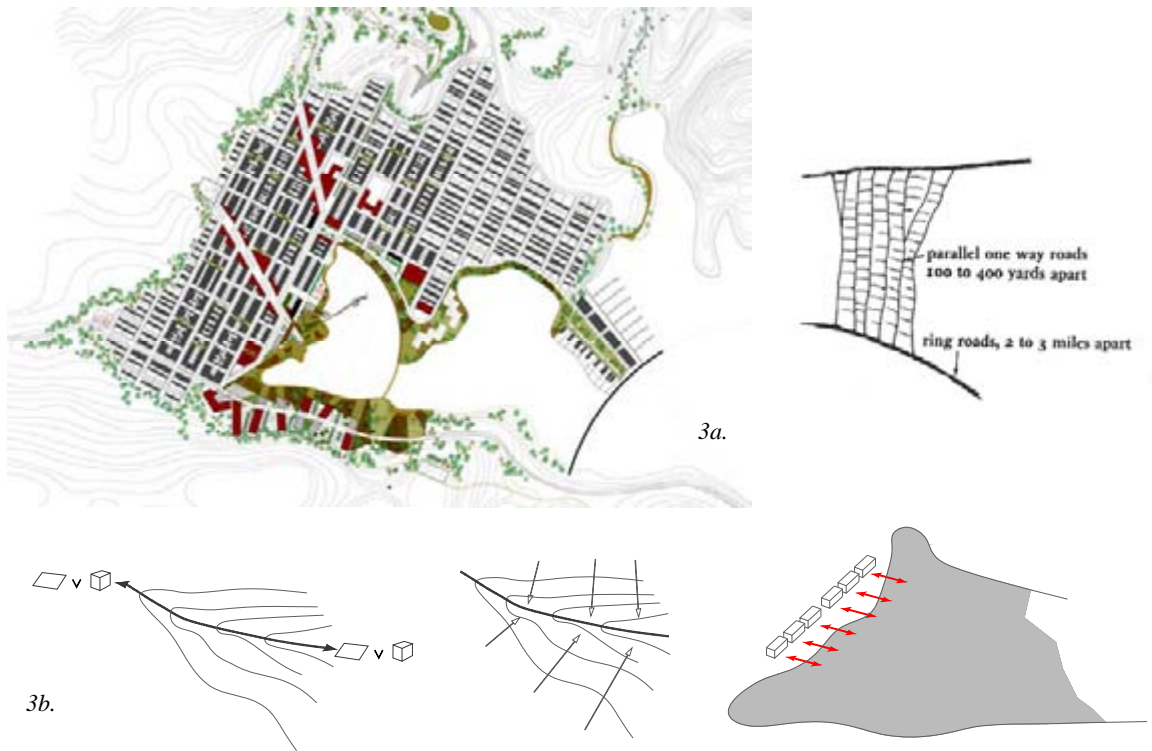 parallel one way roads
100 to 400 yards apart
ring roads, 2 to 3 miles apart
3a.
v
v
3b.